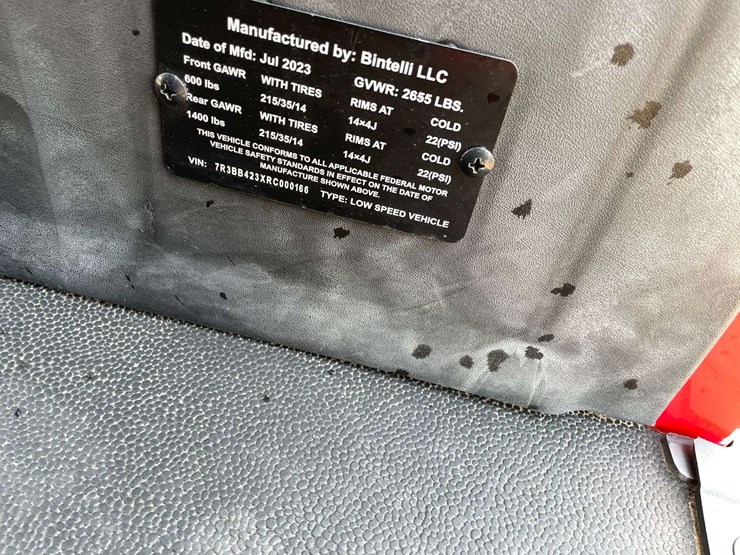 Manufactured by: Bintelli LLC
Date of Mfd: Jul 2023 GVWR: 2655 LBS.
Front GAWR WITH TIRES RIMS AT COLD
600 lbs 215/35/14 14×4J 22(PSI)
Rear GAWR WITH TIRES RIMS AT COLD
1400 lbs 215/35/14 14×4J 22(PSI)
THIS VEHICLE CONFORMS TO ALL APPLICABLE FEDERAL MOTOR
VEHICLE SAFETY STANDARDS IN EFFECT ON THE DATE OF
MANUFACTURE SHOWN ABOVE.
VIN: 7R3BB423XRC000166 TYPE: LOW SPEED VEHICLE